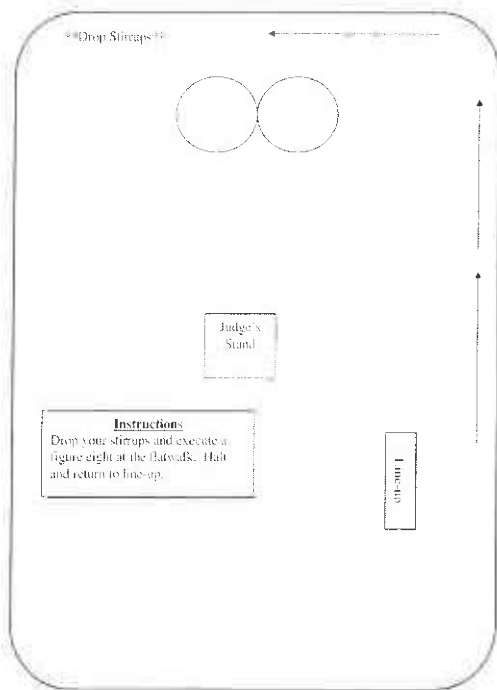 **Drop Stirrups**
Judge's
Stand
Instructions
Drop your stirrups and execute a
figure eight at the flatwalk. Halt
and return to line-up.
Line-up